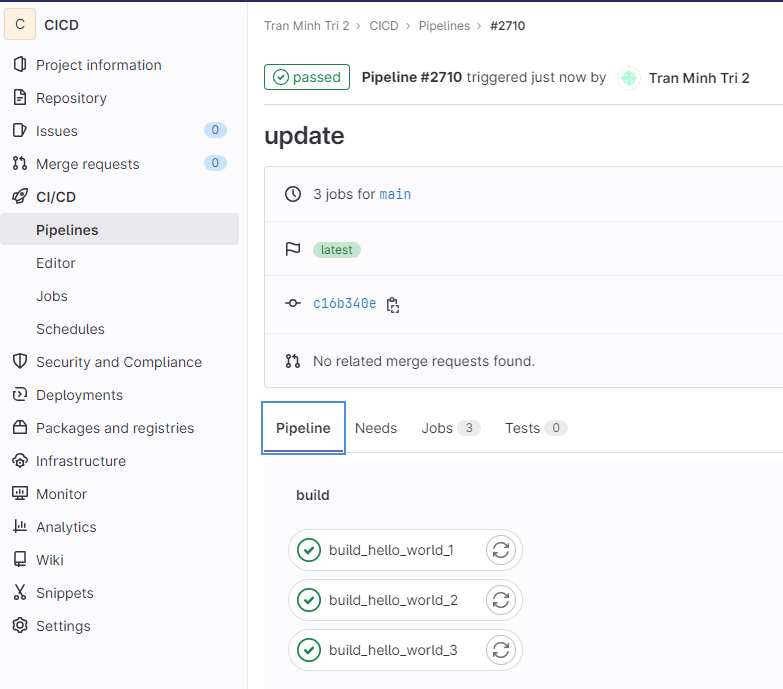 C CICD
Project information
Repository
Issues 0
Merge requests 0
CI/CD
Pipelines
Editor
Jobs
Schedules
Security and Compliance
Deployments
Packages and registries
Infrastructure
Monitor
Analytics
Wiki
Snippets
Settings
Tran Minh Tri 2 > CICD > Pipelines > #2710
passed Pipeline #2710 triggered just now by Tran Minh Tri 2
update
3 jobs for main
latest
c16b340e
No related merge requests found.
Pipeline Needs Jobs 3 Tests 0
build
build_hello_world_1
build_hello_world_2
build_hello_world_3